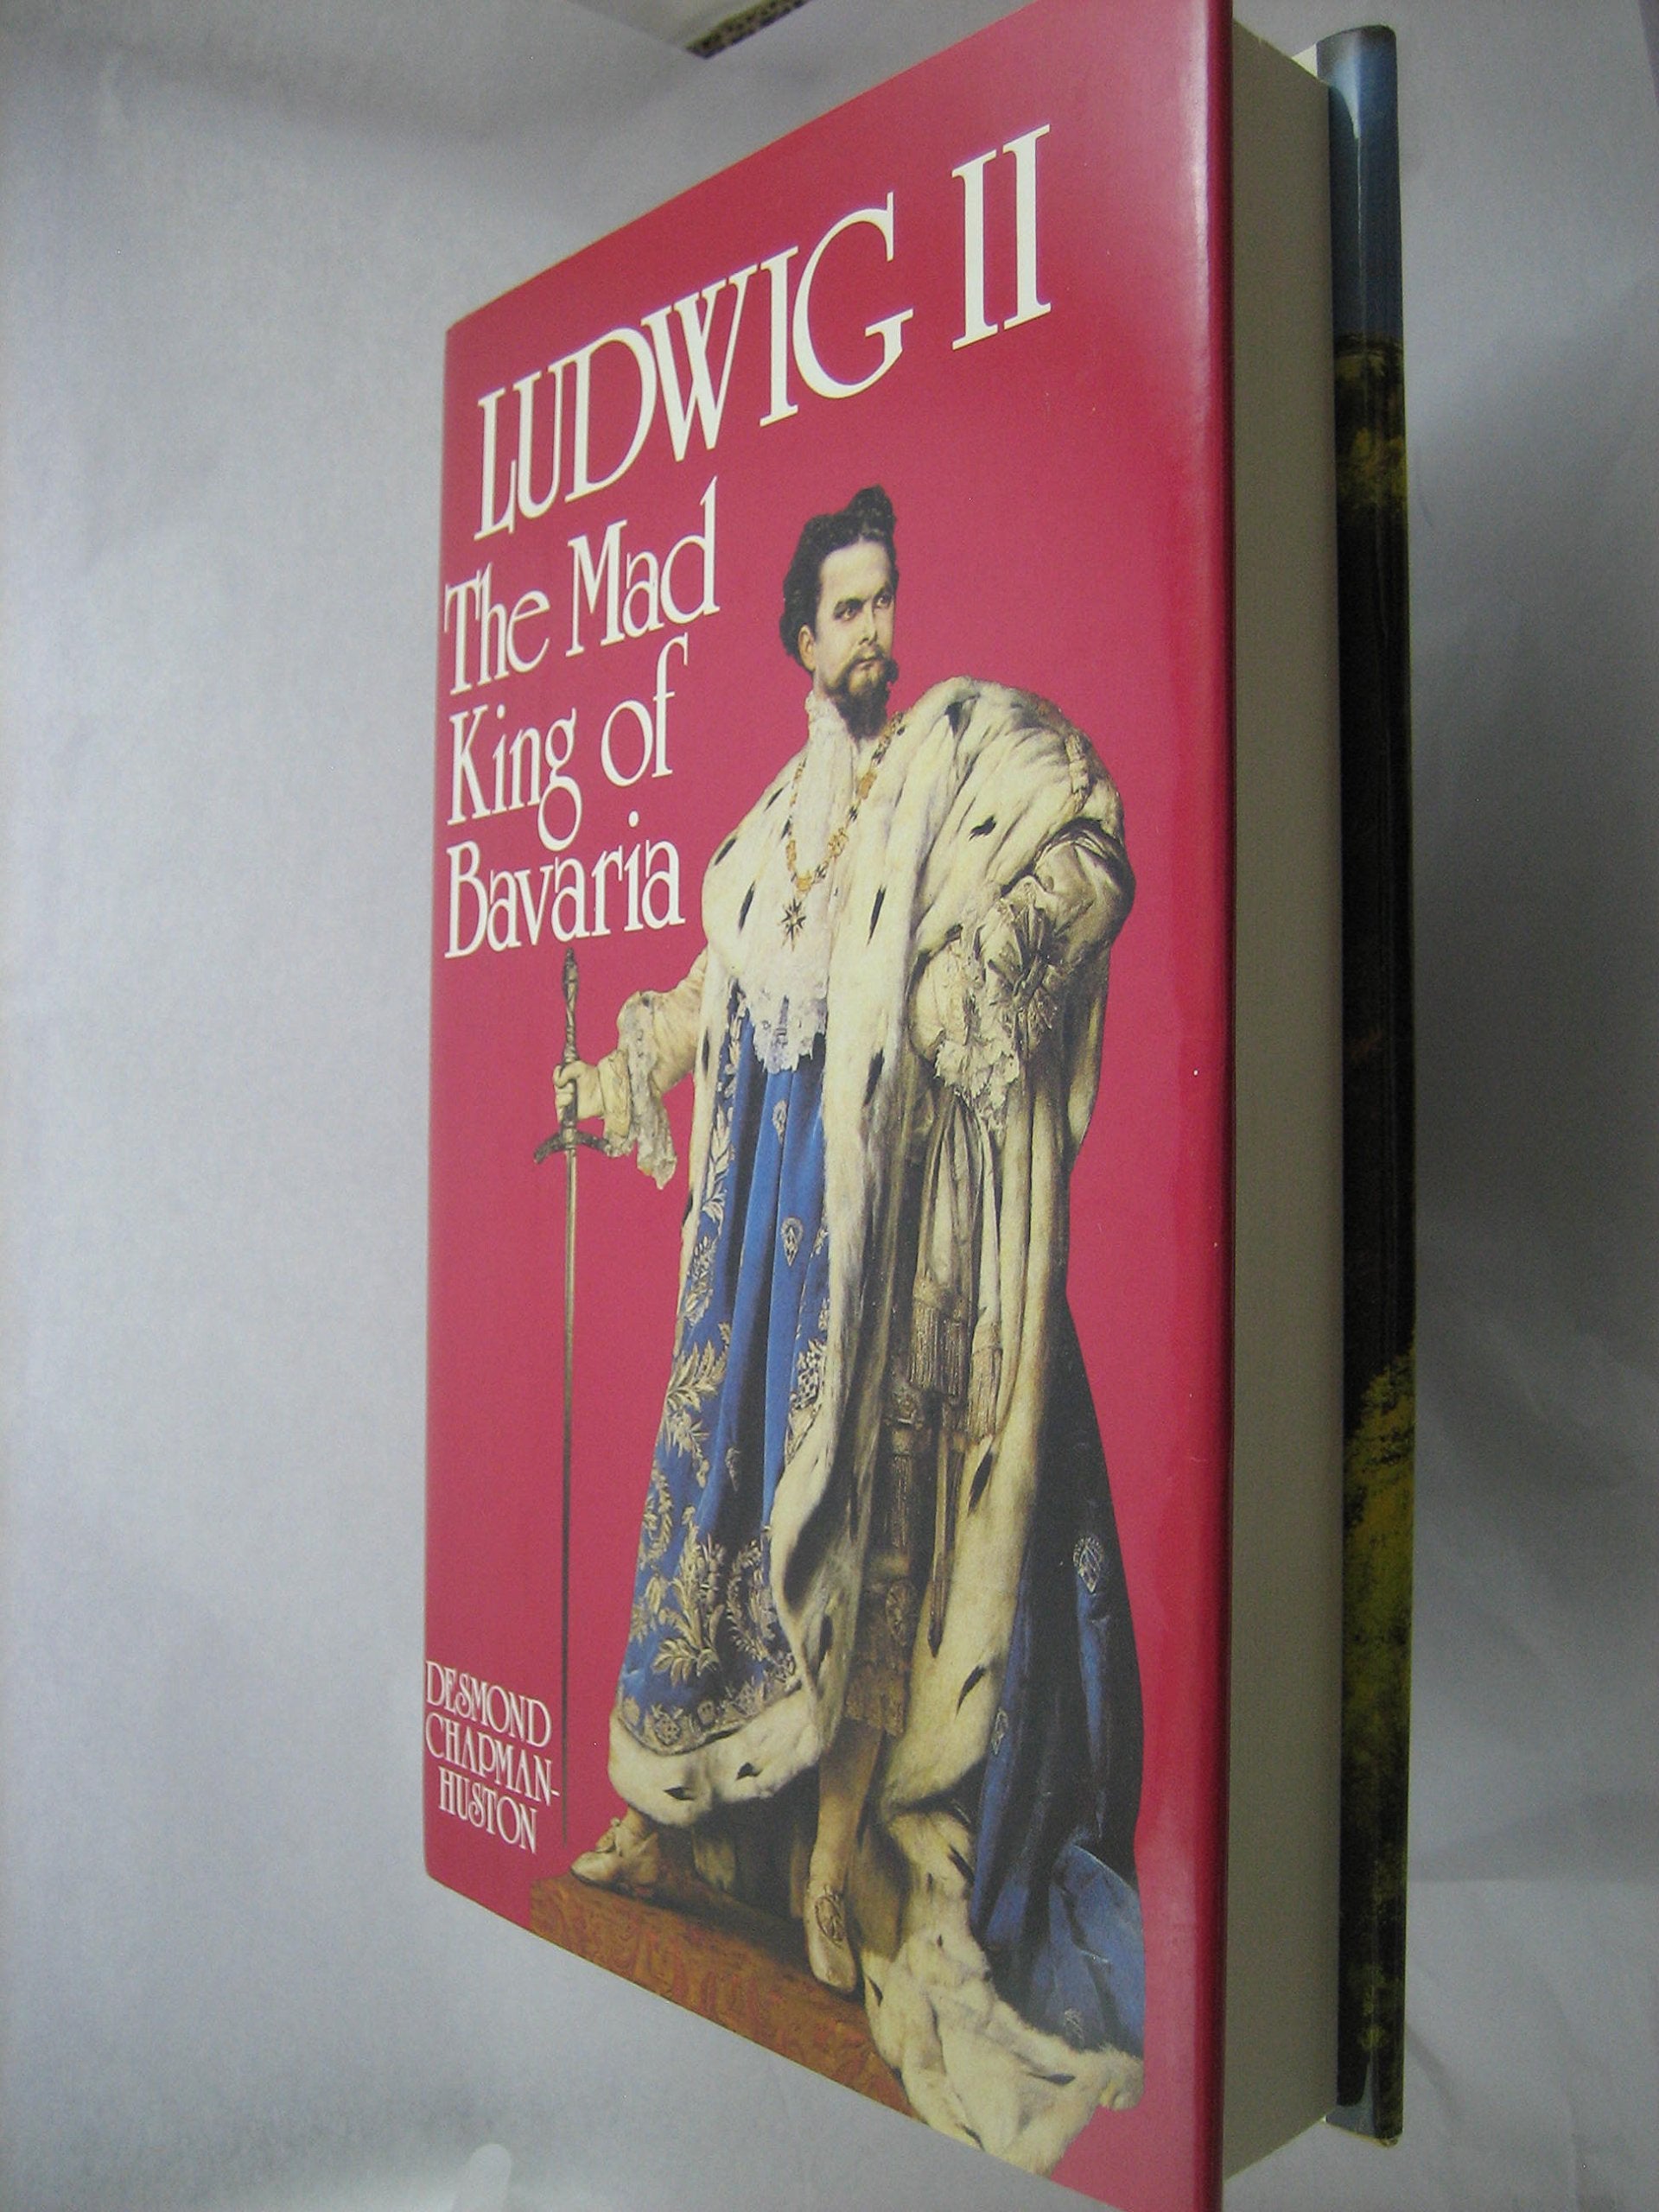 LUDWIG II
The Mad
King of
Bavaria
DESMOND
CHAPMAN-
HUSTON